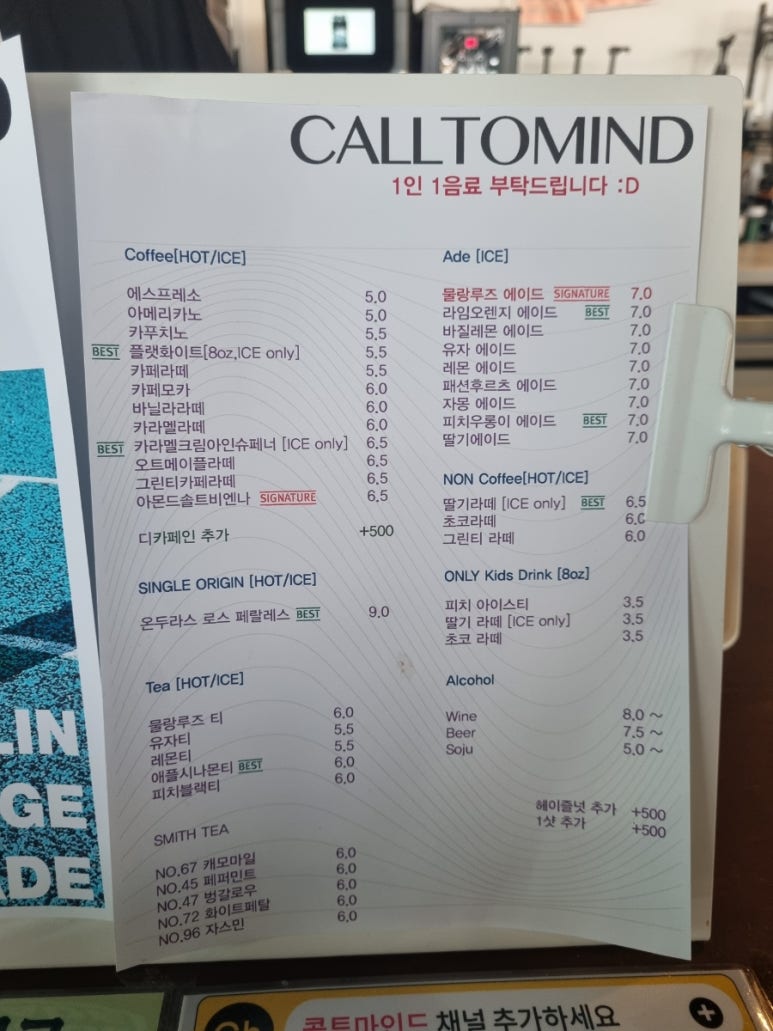 CALLTOMIND
1인 1음료 부탁드립니다 :D
Coffee[HOT/ICE]
에스프레소 5.0
아메리카노 5.0
카푸치노 5.5
BEST 플랫화이트[8oz,ICE only] 5.5
카페라떼 5.5
카페모카 6.0
바닐라라떼 6.0
카라멜라떼 6.0
BEST 카라멜크림아인슈페너 [ICE only] 6.5
오트메이플라떼 6.5
그린티카페라떼 6.5
아몬드솔트비엔나 SIGNATURE 6.5
디카페인 추가 +500
SINGLE ORIGIN [HOT/ICE]
온두라스 로스 페랄레스 BEST 9.0
Tea [HOT/ICE]
물랑루즈 티 6.0
유자티 5.5
레몬티 5.5
애플시나몬티 BEST 6.0
피치블랙티 6.0
SMITH TEA
NO.67 캐모마일 6.0
NO.45 페퍼민트 6.0
NO.47 벙갈로우 6.0
NO.72 화이트페탈 6.0
NO.96 자스민 6.0
Ade [ICE]
물랑루즈 에이드 SIGNATURE 7.0
라임오렌지 에이드 BEST 7.0
바질레몬 에이드 7.0
유자 에이드 7.0
레몬 에이드 7.0
패션후르츠 에이드 7.0
자몽 에이드 7.0
피치우롱이 에이드 BEST 7.0
딸기에이드 7.0
NON Coffee[HOT/ICE]
딸기라떼 [ICE only] BEST 6.5
초코라떼 6.0
그린티 라떼 6.0
ONLY Kids Drink [8oz]
피치 아이스티 3.5
딸기 라떼 [ICE only] 3.5
초코 라떼 3.5
Alcohol
Wine 8.0 ~
Beer 7.5 ~
Soju 5.0 ~
헤이즐넛 추가 +500
1샷 추가 +500
LIN
GE
ADE
콜투마인드 채널 추가하세요